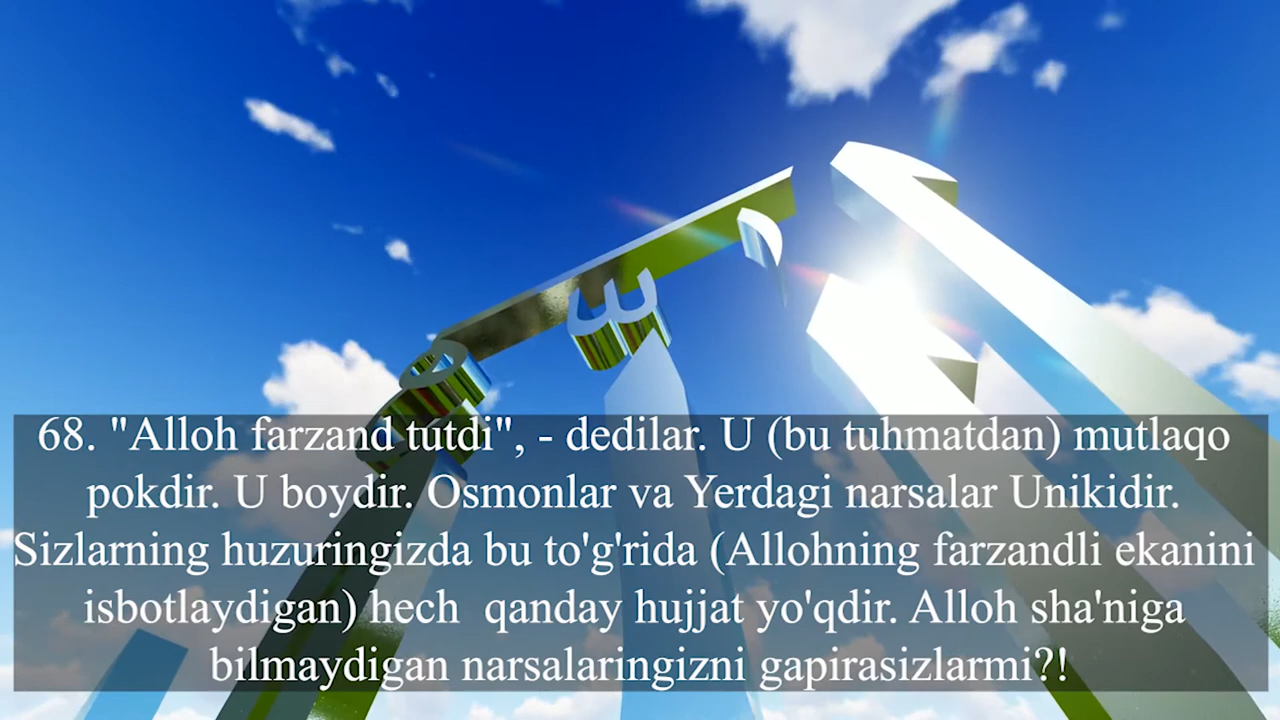 68. "Alloh farzand tutdi", - dedilar. U (bu tuhmatdan) mutlaqo
pokdir. U boydir. Osmonlar va Yerdagi narsalar Unikidir.
Sizlarning huzuringizda bu to'g'rida (Allohning farzandli ekanini
isbotlaydigan) hech qanday hujjat yo'qdir. Alloh sha'niga
bilmaydigan narsalaringizni gapirasizlarmi?!